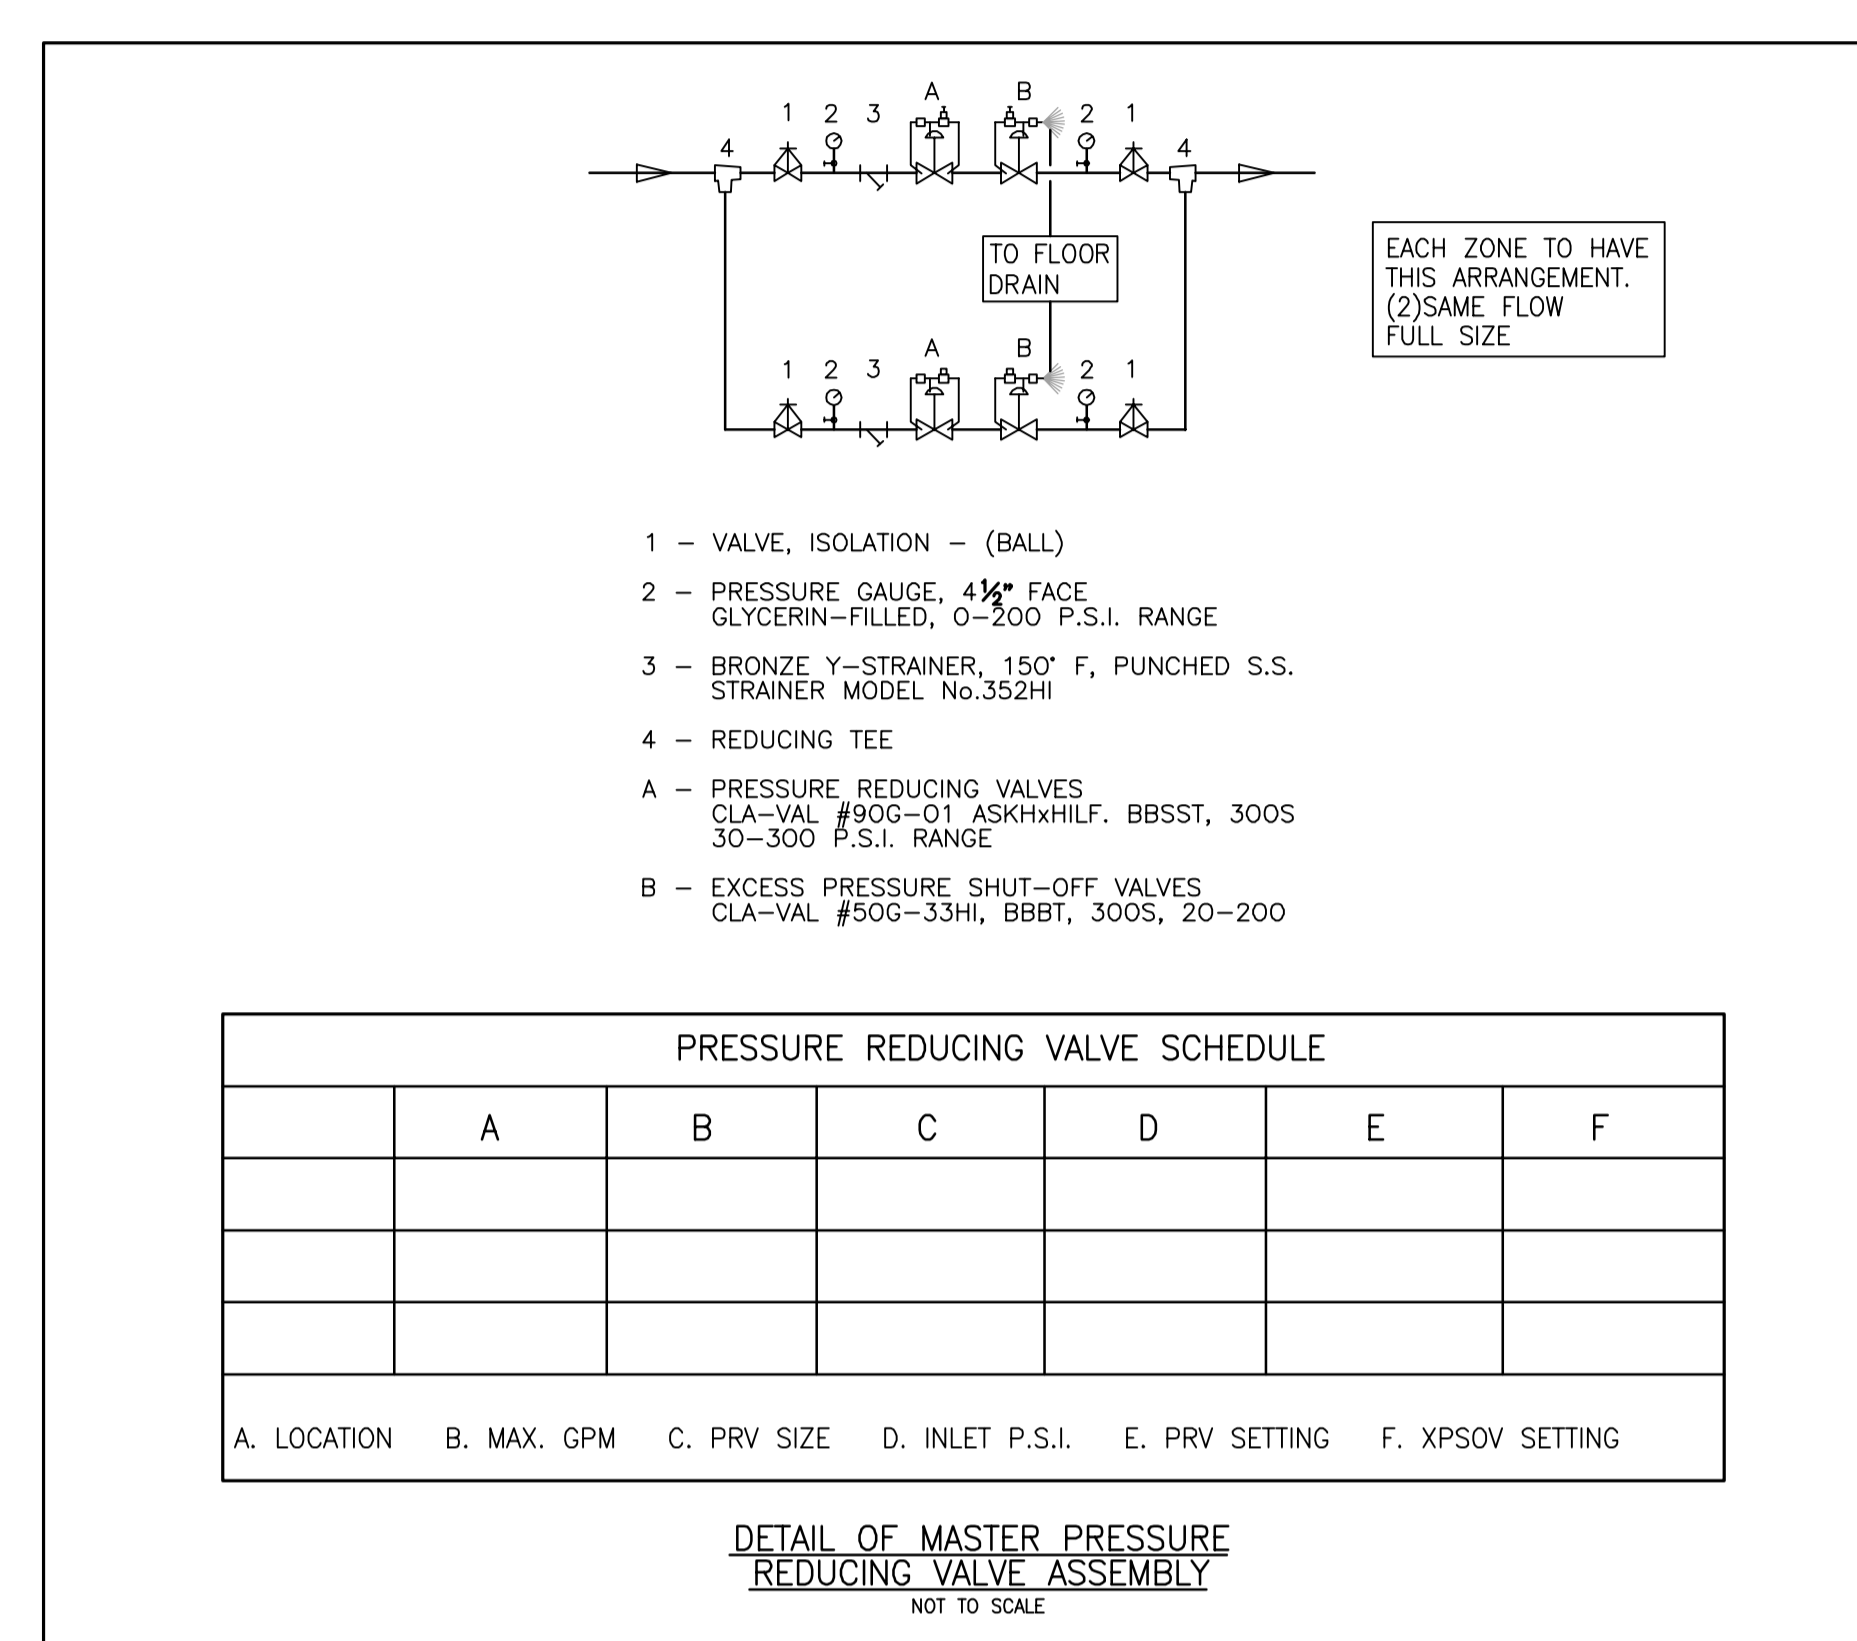 A B
1 2 3 2 1
4 4
TO FLOOR
DRAIN
EACH ZONE TO HAVE
THIS ARRANGEMENT.
(2)SAME FLOW
FULL SIZE
A B
1 2 3 2 1
1 – VALVE, ISOLATION – (BALL)
2 – PRESSURE GAUGE, 4½" FACE
GLYCERIN–FILLED, 0–200 P.S.I. RANGE
3 – BRONZE Y–STRAINER, 150° F, PUNCHED S.S.
STRAINER MODEL No.352HI
4 – REDUCING TEE
A – PRESSURE REDUCING VALVES
CLA–VAL #90G–01 ASKHxHILF. BBSST, 300S
30–300 P.S.I. RANGE
B – EXCESS PRESSURE SHUT–OFF VALVES
CLA–VAL #50G–33HI, BBBT, 300S, 20–200
PRESSURE REDUCING VALVE SCHEDULE
A B C D E F
A. LOCATION B. MAX. GPM C. PRV SIZE D. INLET P.S.I. E. PRV SETTING F. XPSOV SETTING
DETAIL OF MASTER PRESSURE
REDUCING VALVE ASSEMBLY
NOT TO SCALE